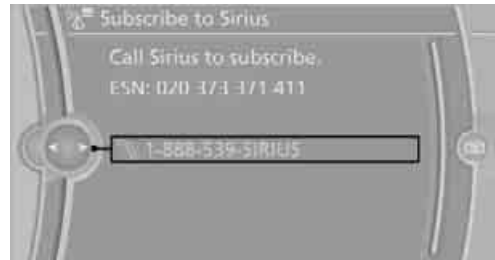 Subscribe to Sirius
Call Sirius to subscribe.
ESN: 020 373 371 411
1-888-539-SIRIUS